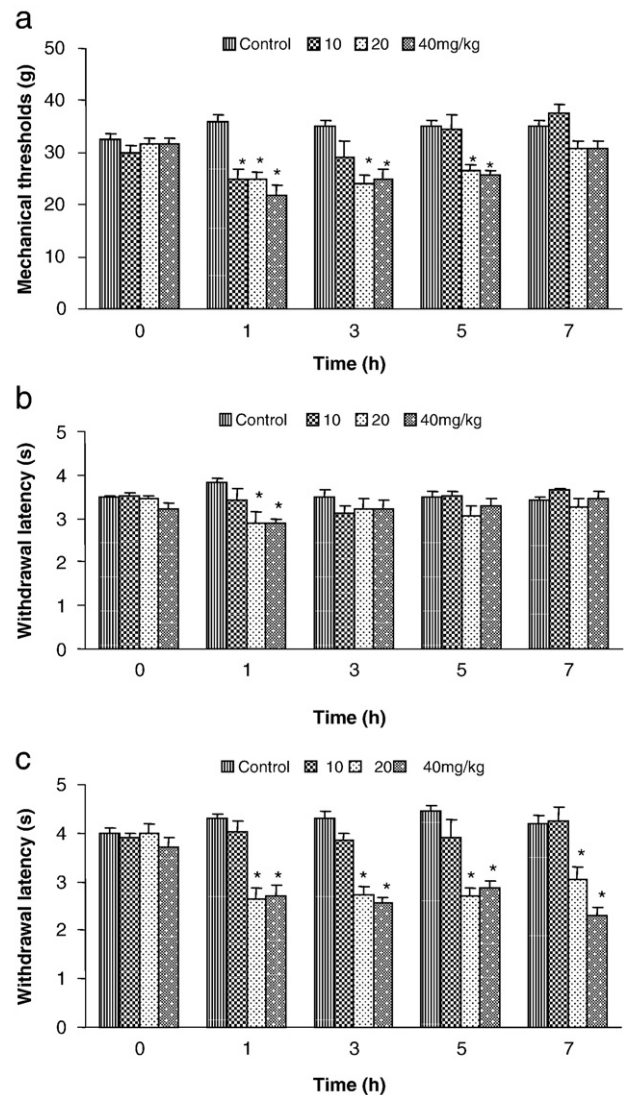 a
Control 10 20 40mg/kg
Mechanical thresholds (g)
50
40
30
20
10
0
* * *
* *
* *
0 1 3 5 7
Time (h)
b
Control 10 20 40mg/kg
Withdrawal latency (s)
5
4
3
2
1
0
* *
0 1 3 5 7
Time (h)
c
Control 10 20 40mg/kg
Withdrawal latency (s)
5
4
3
2
1
0
* *
* *
* *
* *
0 1 3 5 7
Time (h)